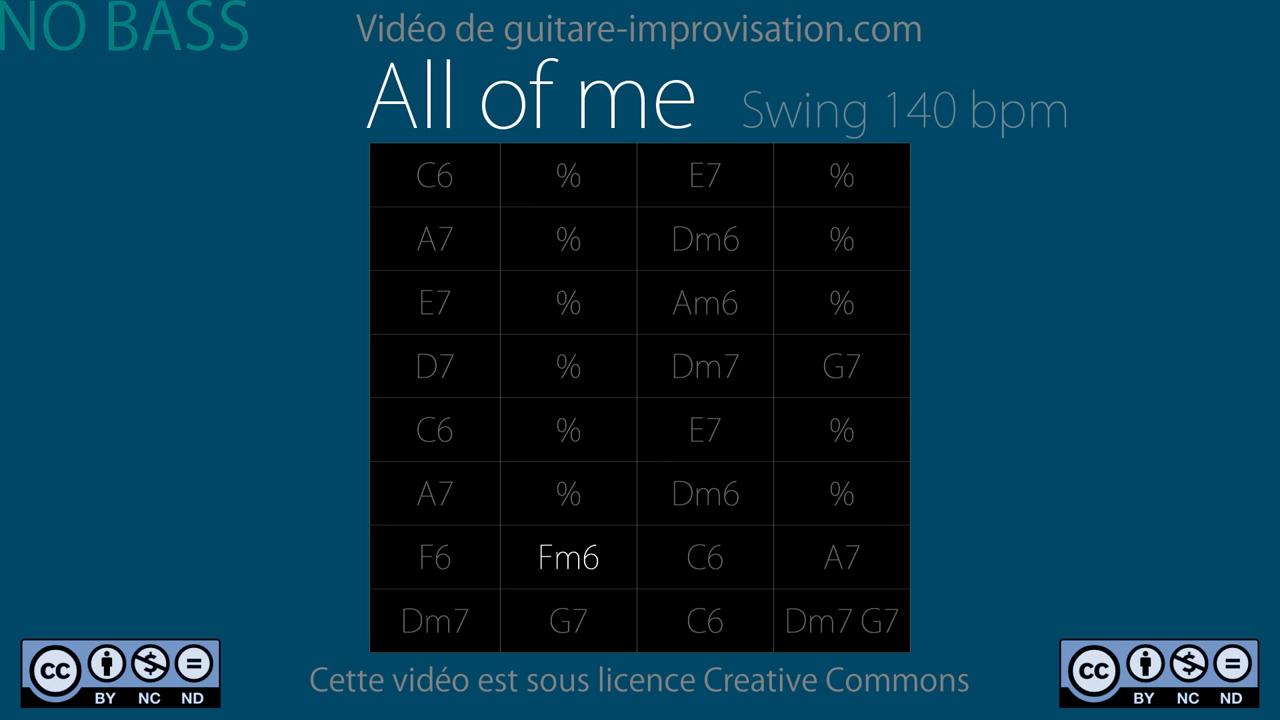 NO BASS
Vidéo de guitare-improvisation.com
All of me Swing 140 bpm
C6 % E7 %
A7 % Dm6 %
E7 % Am6 %
D7 % Dm7 G7
C6 % E7 %
A7 % Dm6 %
F6 Fm6 C6 A7
Dm7 G7 C6 Dm7 G7
cc BY NC ND
Cette vidéo est sous licence Creative Commons
cc BY NC ND